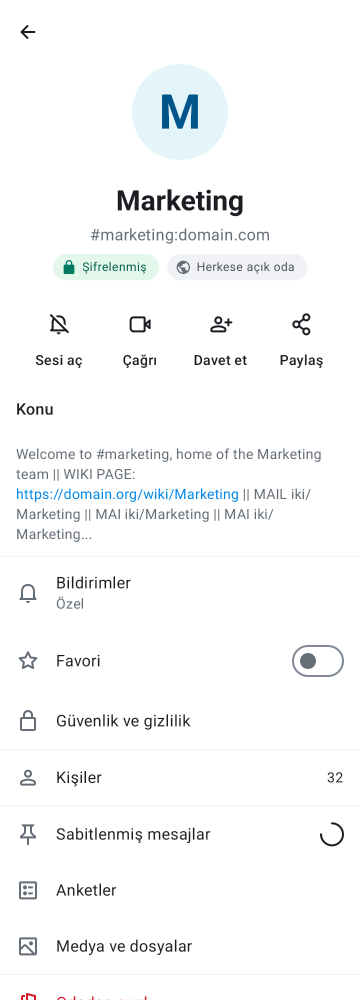 M
Marketing
#marketing:domain.com
Şifrelenmiş
Herkese açık oda
Sesi aç
Çağrı
Davet et
Paylaş
Konu
Welcome to #marketing, home of the Marketing
team || WIKI PAGE:
https://domain.org/wiki/Marketing || MAIL iki/
Marketing || MAI iki/Marketing || MAI iki/
Marketing...
Bildirimler
Özel
Favori
Güvenlik ve gizlilik
Kişiler
32
Sabitlenmiş mesajlar
Anketler
Medya ve dosyalar